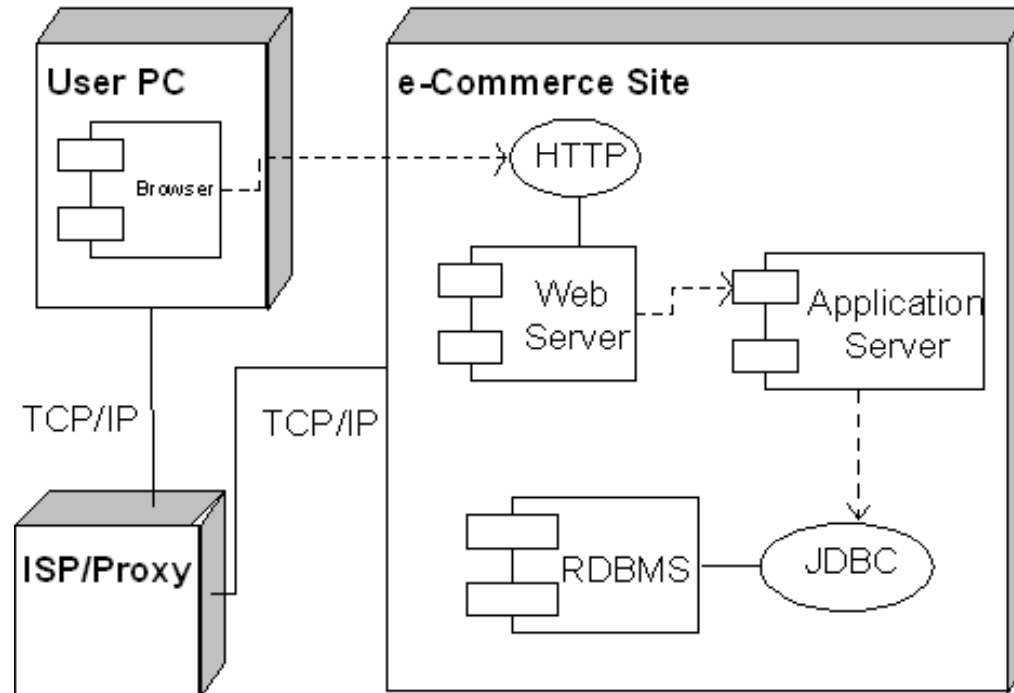 User PC
Browser
e-Commerce Site
HTTP
Web
Server
Application
Server
TCP/IP
TCP/IP
ISP/Proxy
RDBMS
JDBC